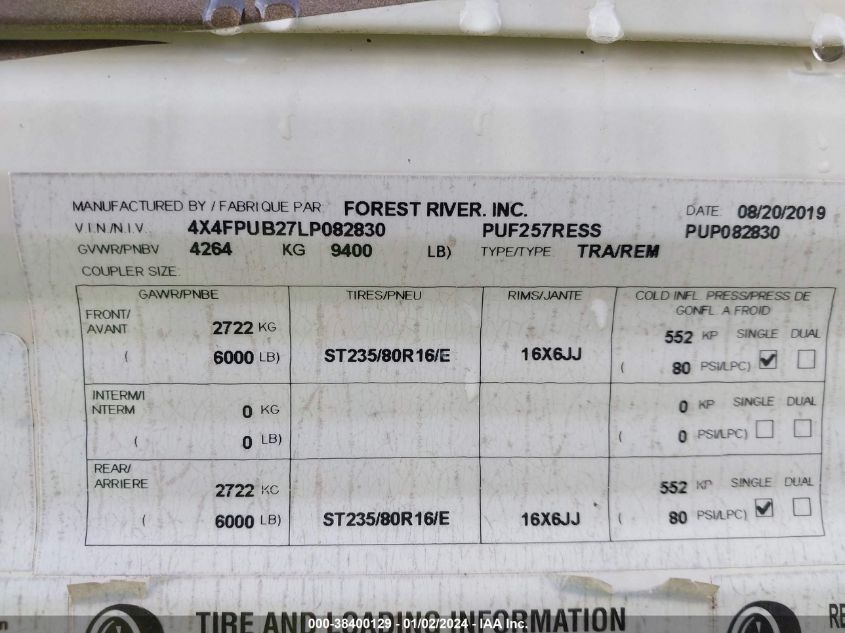 MANUFACTURED BY / FABRIQUE PAR: FOREST RIVER. INC. DATE: 08/20/2019
V.I.N./N.I.V. 4X4FPUB27LP082830 PUF257RESS PUP082830
GVWR/PNBV 4264 KG 9400 LB) TYPE/TYPE: TRA/REM
COUPLER SIZE:
GAWR/PNBE TIRES/PNEU RIMS/JANTE COLD INFL. PRESS/PRESS DE
GONFL A FROID
FRONT/
AVANT 2722 KG 552 KP SINGLE DUAL
( 6000 LB) ST235/80R16/E 16X6JJ ( 80 PSI/LPC)
INTERM/I
NTERM 0 KG 0 KP SINGLE DUAL
( 0 LB) ( 0 PSI/LPC)
REAR/
ARRIERE 2722 KG 552 KP SINGLE DUAL
( 6000 LB) ST235/80R16/E 16X6JJ ( 80 PSI/LPC)
TIRE AND LOADING INFORMATION
000-38400129 - 01/02/2024 - IAA, Inc.